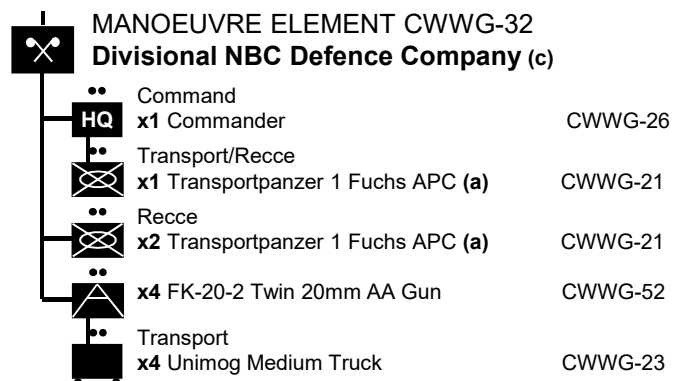 MANOEUVRE ELEMENT CWWG-32
Divisional NBC Defence Company (c)
Command
HQ x1 Commander CWWG-26
Transport/Recce
x1 Transportpanzer 1 Fuchs APC (a) CWWG-21
Recce
x2 Transportpanzer 1 Fuchs APC (a) CWWG-21
x4 FK-20-2 Twin 20mm AA Gun CWWG-52
Transport
x4 Unimog Medium Truck CWWG-23